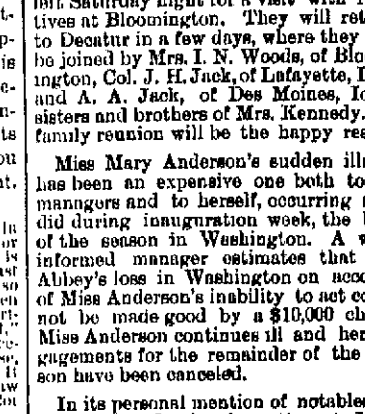 left Saturday night for a visit with
tives at Bloomington. They will ret
to Decatur in a few days, where they
be joined by Mrs. I. N. Woods, of Blo
ington, Col. J. H. Jack, of Lafayette, I
and A. A. Jack, of Des Moines, Io
sisters and brothers of Mrs. Kennedy.
family reunion will be the happy res
Miss Mary Anderson's sudden illn
has been an expensive one both to
managers and to herself, occurring
did during inauguration week, the
of the season in Washington. A
informed manager estimates that
Abbey's loss in Washington on acco
of Miss Anderson's inability to act co
not be made good by a $10,000 ch
Miss Anderson continues ill and her
gagements for the remainder of the
son have been canceled.
In its personal mention of notables